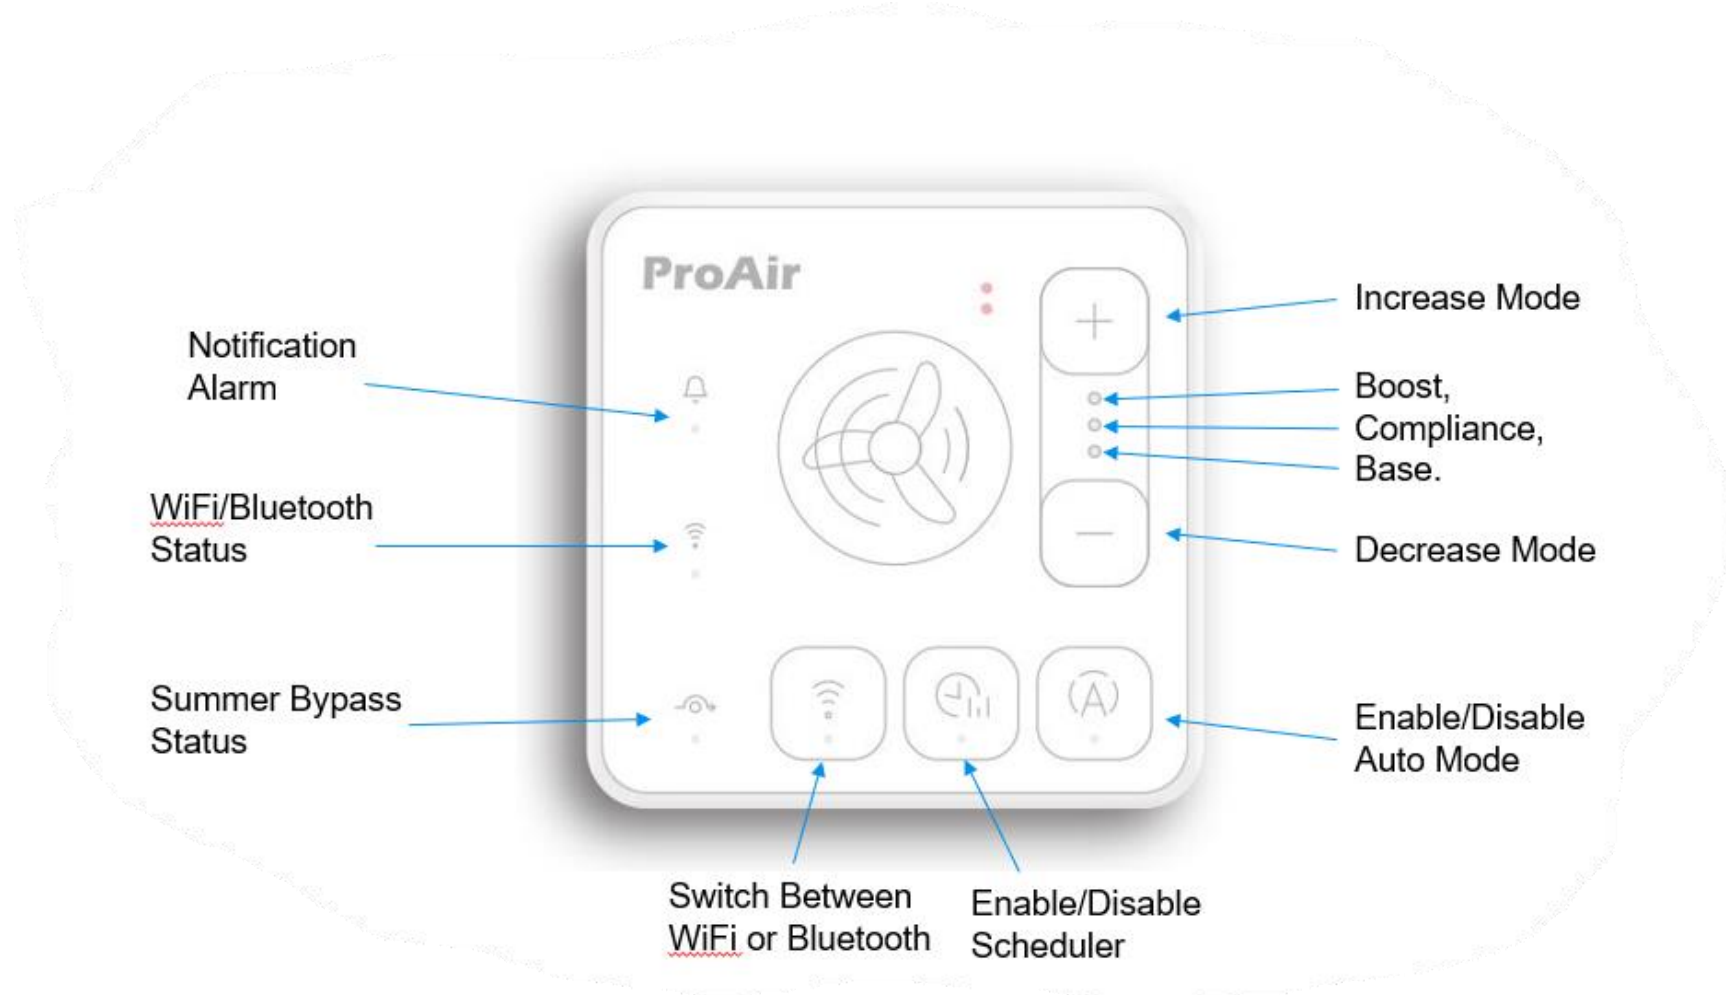 ProAir
Increase Mode
Notification
Alarm
Boost,
Compliance,
Base.
WiFi/Bluetooth
Status
Decrease Mode
Summer Bypass
Status
A
Enable/Disable
Auto Mode
Switch Between
WiFi or Bluetooth
Enable/Disable
Scheduler